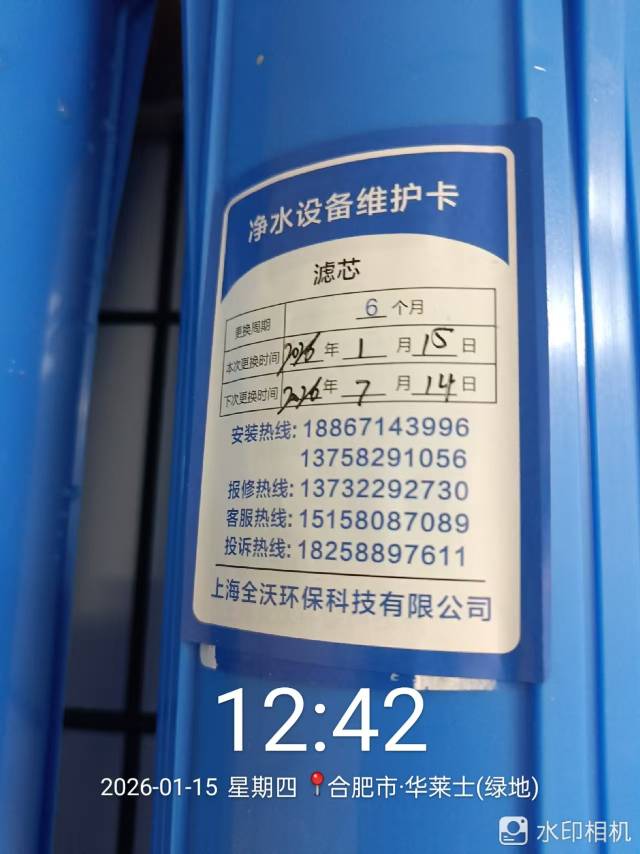 净水设备维护卡
滤芯
更换周期 6 个月
本次更换时间 2026 年 1 月 15 日
下次更换时间 2026 年 7 月 14 日
安装热线: 18867143996
13758291056
报修热线: 13732292730
客服热线: 15158087089
投诉热线: 18258897611
上海全沃环保科技有限公司
12:42
2026-01-15 星期四 合肥市·华莱士(绿地)
水印相机